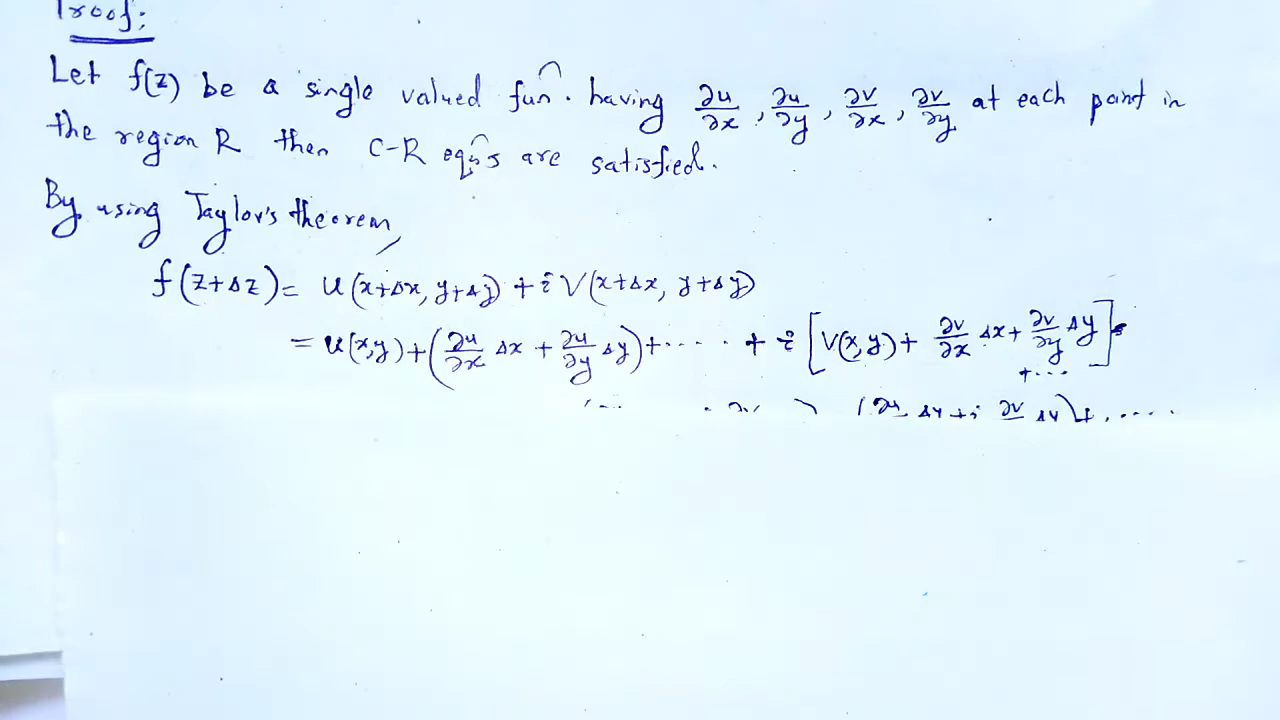 Proof:
Let f(z) be a single valued fun. having ∂u/∂x, ∂u/∂y, ∂v/∂x, ∂v/∂y at each point in
the region R then C-R eqns are satisfied.
By using Taylor's theorem,
f(z+Δz) = u(x+Δx, y+Δy) + i v(x+Δx, y+Δy)
= u(x,y) + (∂u/∂x Δx + ∂u/∂y Δy) + ..... + i [v(x,y) + ∂v/∂x Δx + ∂v/∂y Δy]
+...